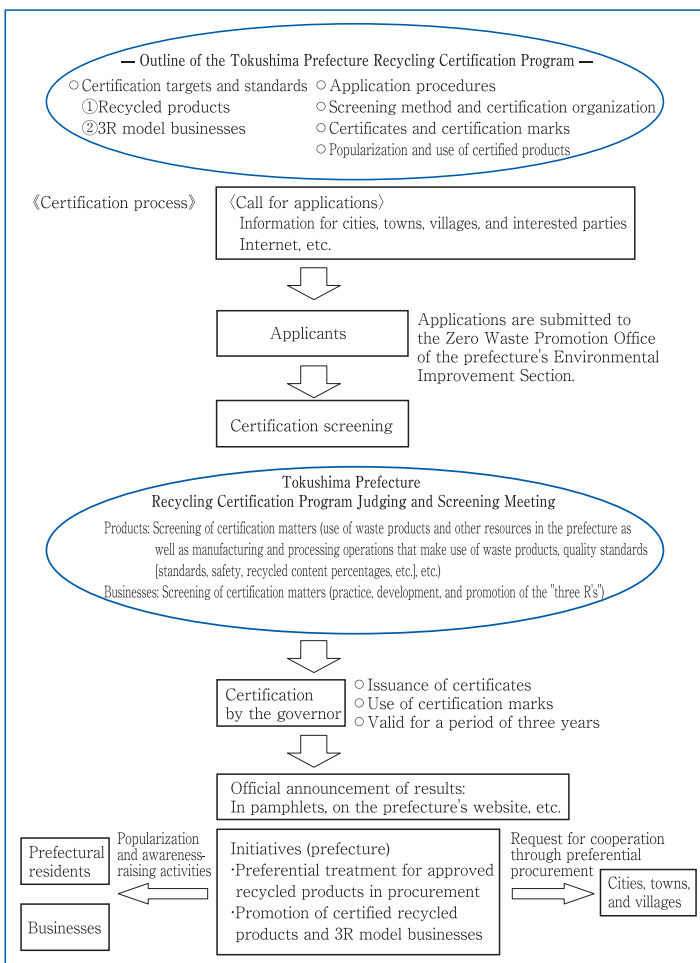 — Outline of the Tokushima Prefecture Recycling Certification Program —
○Certification targets and standards
①Recycled products
②3R model businesses
○Application procedures
○Screening method and certification organization
○Certificates and certification marks
○Popularization and use of certified products
《Certification process》
〈Call for applications〉
Information for cities, towns, villages, and interested parties
Internet, etc.
Applicants
Applications are submitted to
the Zero Waste Promotion Office
of the prefecture's Environmental
Improvement Section.
Certification screening
Tokushima Prefecture
Recycling Certification Program Judging and Screening Meeting
Products: Screening of certification matters (use of waste products and other resources in the prefecture as
well as manufacturing and processing operations that make use of waste products, quality standards
[standards, safety, recycled content percentages, etc.], etc.)
Businesses: Screening of certification matters (practice, development, and promotion of the "three R's")
Certification
by the governor
○Issuance of certificates
○Use of certification marks
○Valid for a period of three years
Official announcement of results:
In pamphlets, on the prefecture's website, etc.
Prefectural
residents
Businesses
Popularization
and awareness-
raising activities
Initiatives (prefecture)
・Preferential treatment for approved
recycled products in procurement
・Promotion of certified recycled
products and 3R model businesses
Request for cooperation
through preferential
procurement
Cities, towns,
and villages